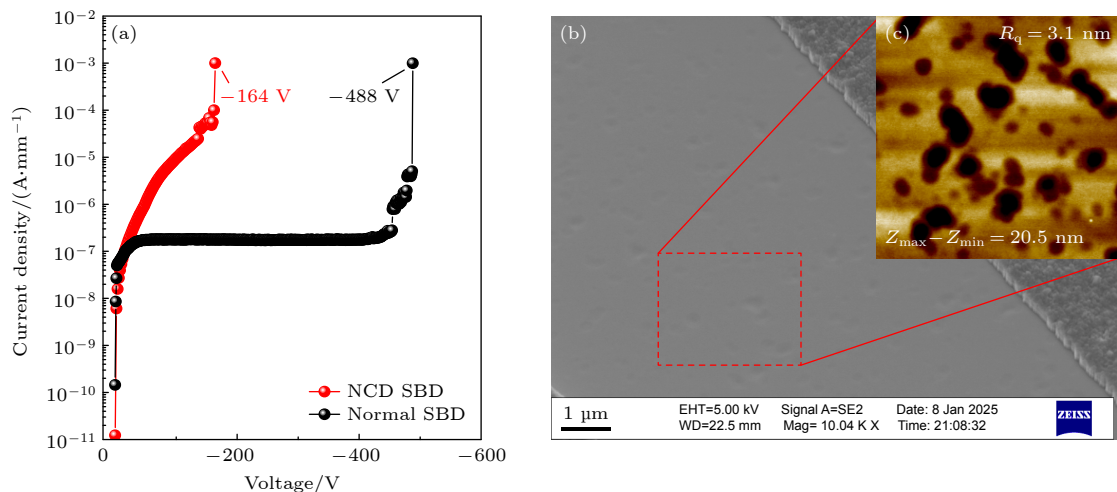 (a)
10⁻²
10⁻³
10⁻⁴
10⁻⁵
10⁻⁶
10⁻⁷
10⁻⁸
10⁻⁹
10⁻¹⁰
10⁻¹¹
Current density/(A·mm⁻¹)
−164 V
−488 V
NCD SBD
Normal SBD
0 −200 −400 −600
Voltage/V
(b)
(c)
R_q = 3.1 nm
Z_max−Z_min = 20.5 nm
1 µm
EHT=5.00 kV Signal A=SE2 Date: 8 Jan 2025
WD=22.5 mm Mag= 10.04 K X Time: 21:08:32
ZEISS